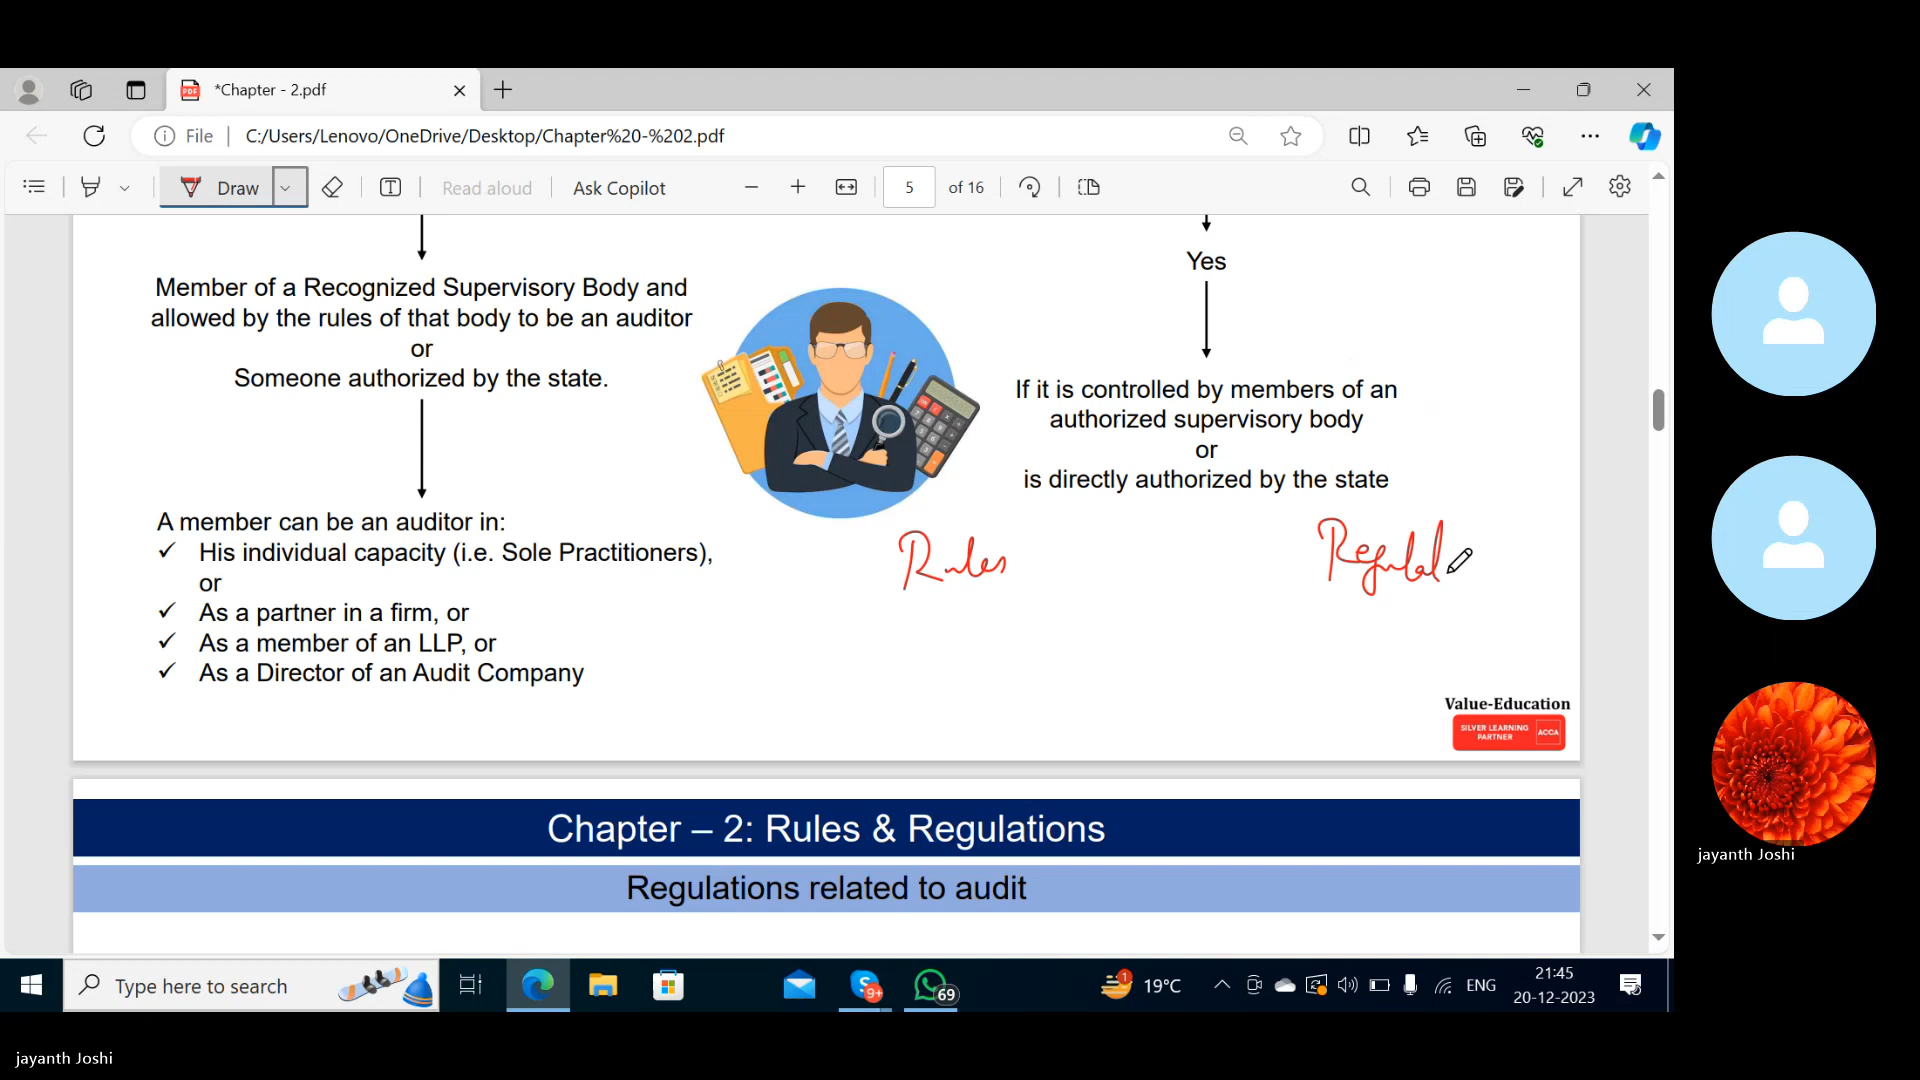 *Chapter - 2.pdf
File C:/Users/Lenovo/OneDrive/Desktop/Chapter%20-%202.pdf
Draw Read aloud Ask Copilot 5 of 16
Member of a Recognized Supervisory Body and
allowed by the rules of that body to be an auditor
or
Someone authorized by the state.
A member can be an auditor in:
✓ His individual capacity (i.e. Sole Practitioners),
or
✓ As a partner in a firm, or
✓ As a member of an LLP, or
✓ As a Director of an Audit Company
Yes
If it is controlled by members of an
authorized supervisory body
or
is directly authorized by the state
Rules Regulat
Value-Education
SILVER LEARNING
PARTNER
ACCA
Chapter – 2: Rules & Regulations
Regulations related to audit
jayanth Joshi
Type here to search
9+
69
1
19°C
ENG
21:45
20-12-2023
jayanth Joshi